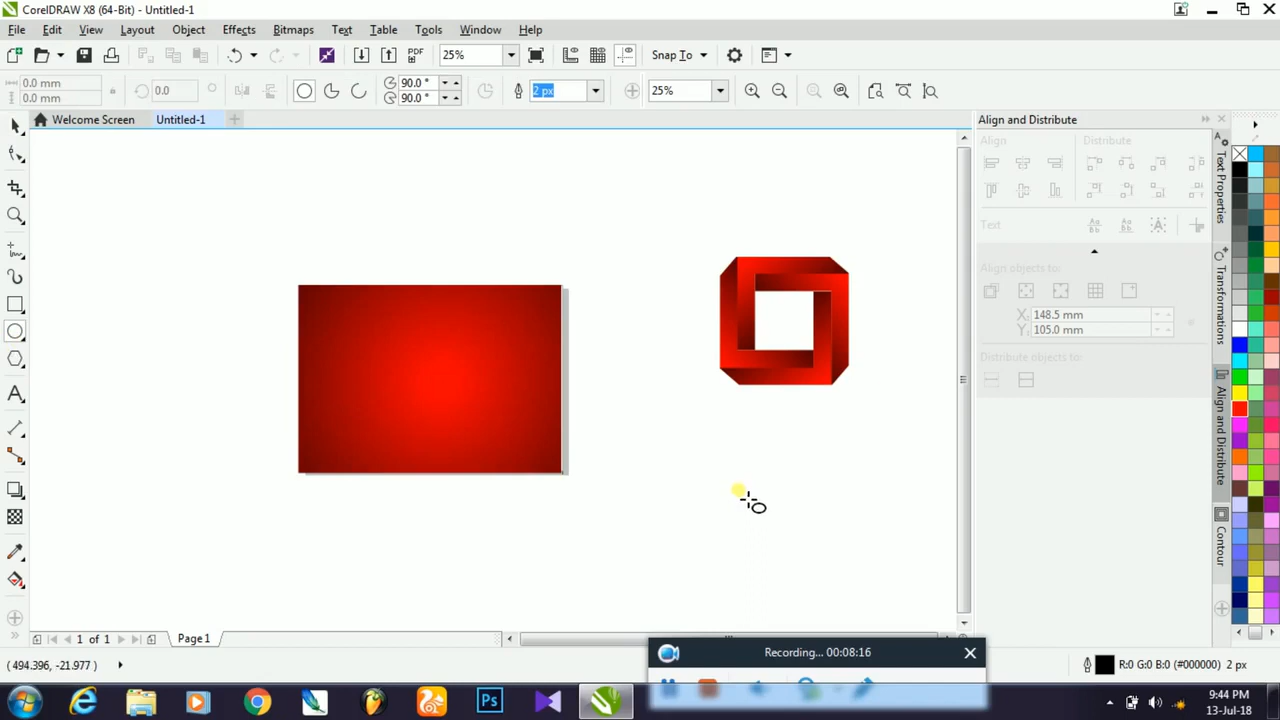 CorelDRAW X8 (64-Bit) - Untitled-1
File Edit View Layout Object Effects Bitmaps Text Table Tools Window Help
PDF 25% Snap To
0.0 mm 0.0 90.0 ° 2 px 25%
0.0 mm 90.0 °
Welcome Screen Untitled-1 Align and Distribute
Align Distribute
Text
Align objects to:
X: 148.5 mm
Y: 105.0 mm
Distribute objects to:
Text Properties
Transformations
Align and Distribute
Contour
1 of 1 Page 1
Recording... 00:08:16
( 494.396, -21.977 ) R:0 G:0 B:0 (#000000) 2 px
Ps
9:44 PM
13-Jul-18